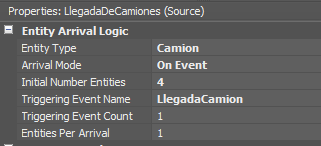 Properties: LlegadaDeCamiones (Source)
Entity Arrival Logic
Entity Type Camion
Arrival Mode On Event
Initial Number Entities 4
Triggering Event Name LlegadaCamion
Triggering Event Count 1
Entities Per Arrival 1